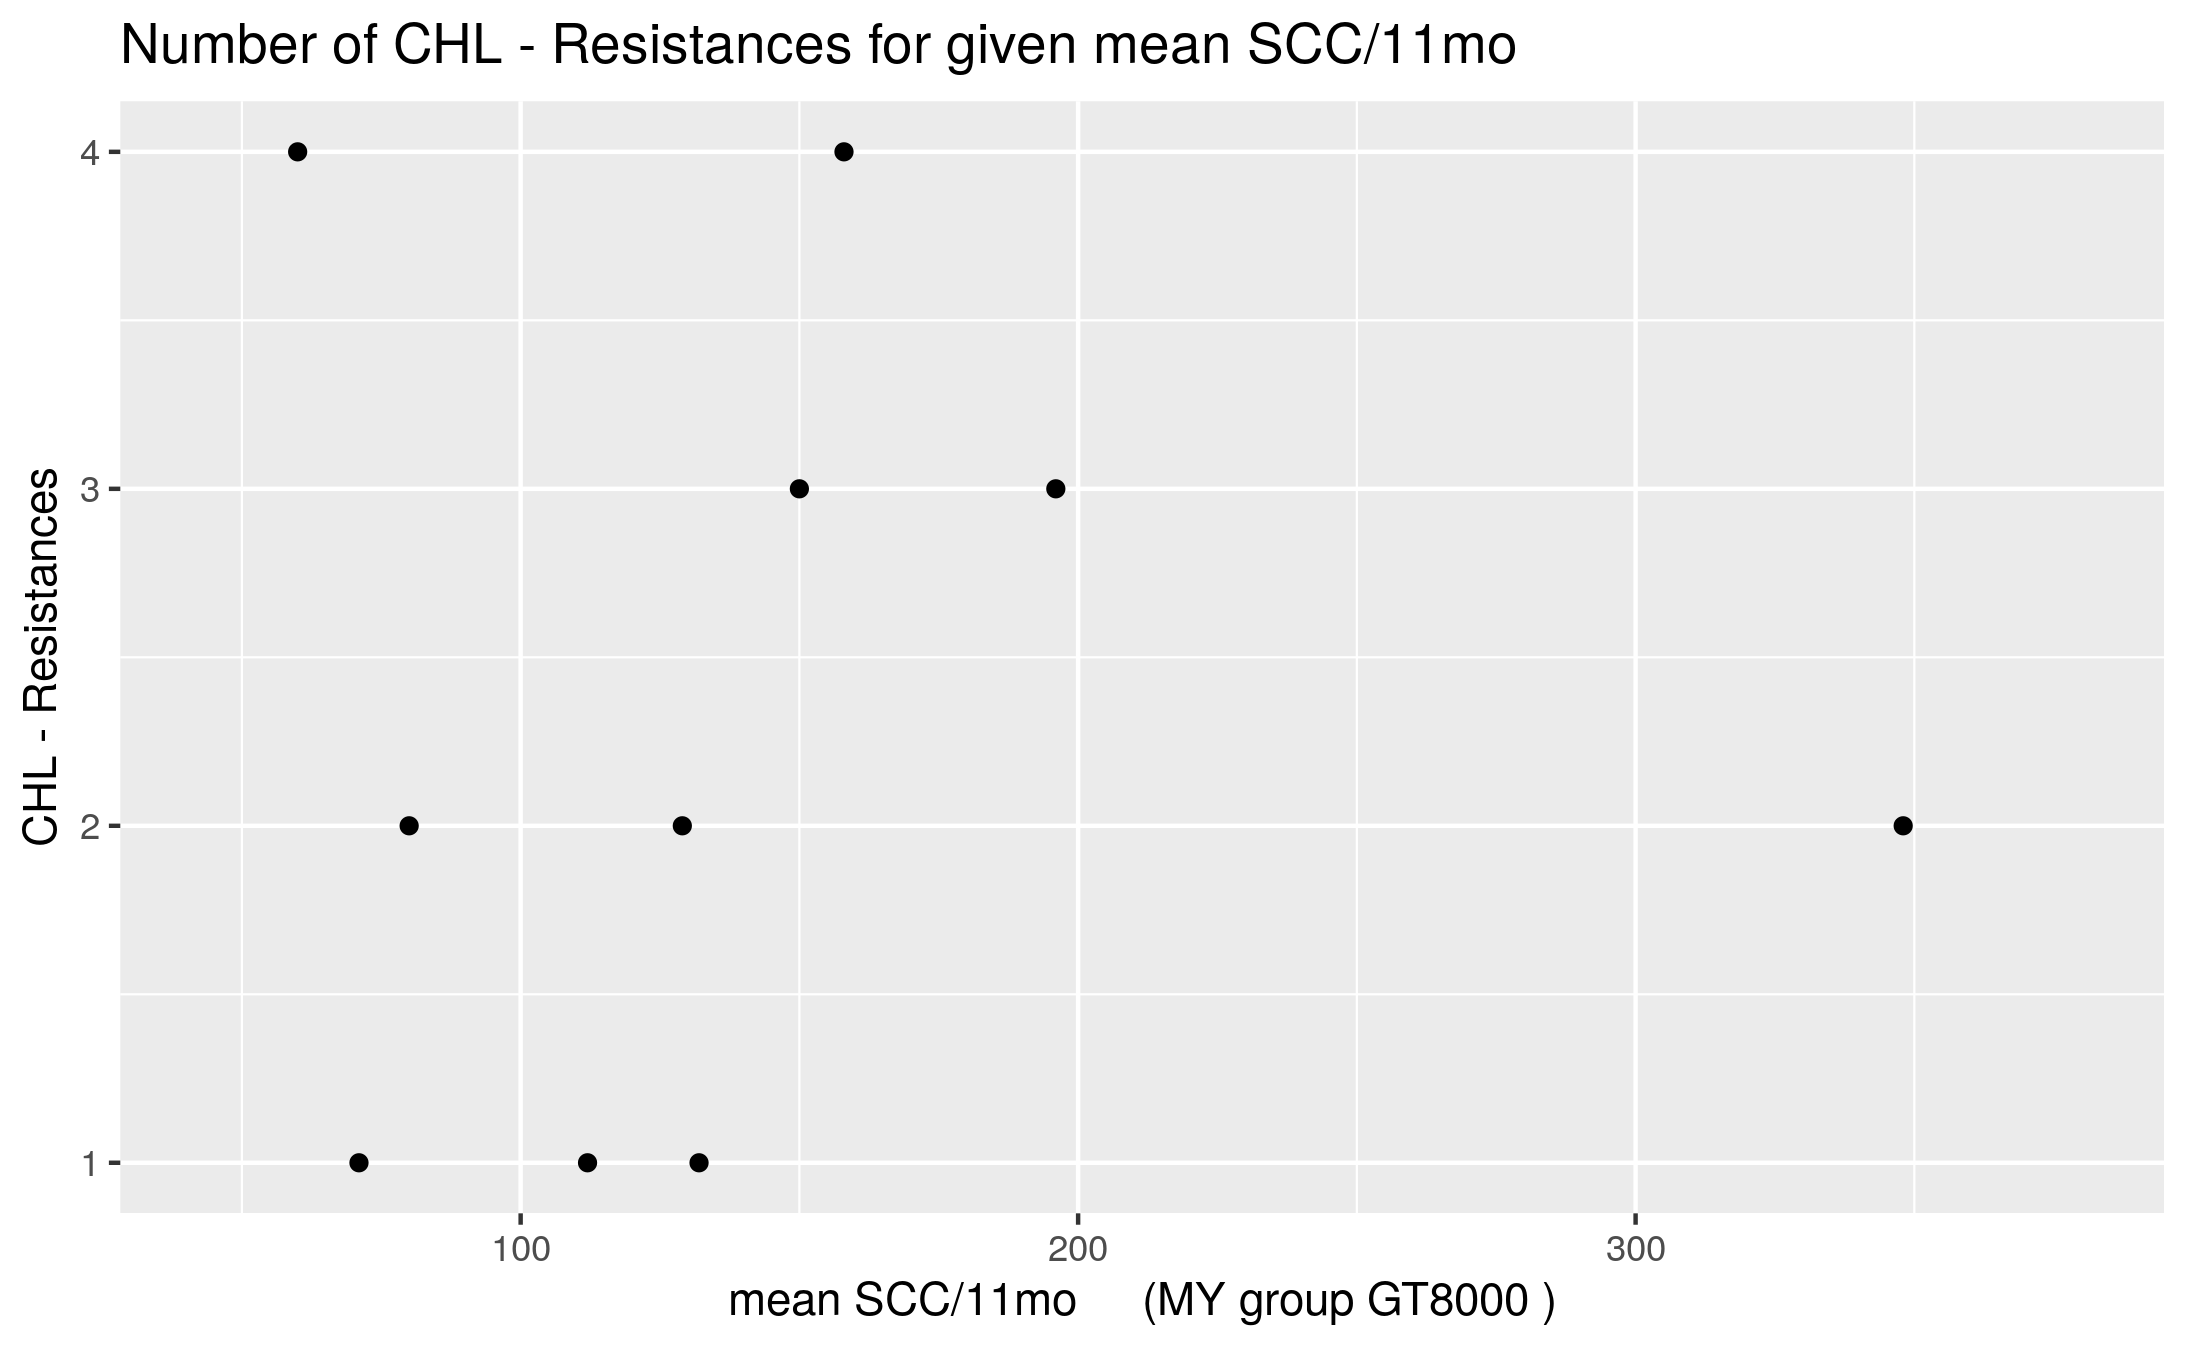 Number of CHL - Resistances for given mean SCC/11mo
CHL - Resistances
4
3
2
1
100
200
300
mean SCC/11mo     (MY group GT8000 )